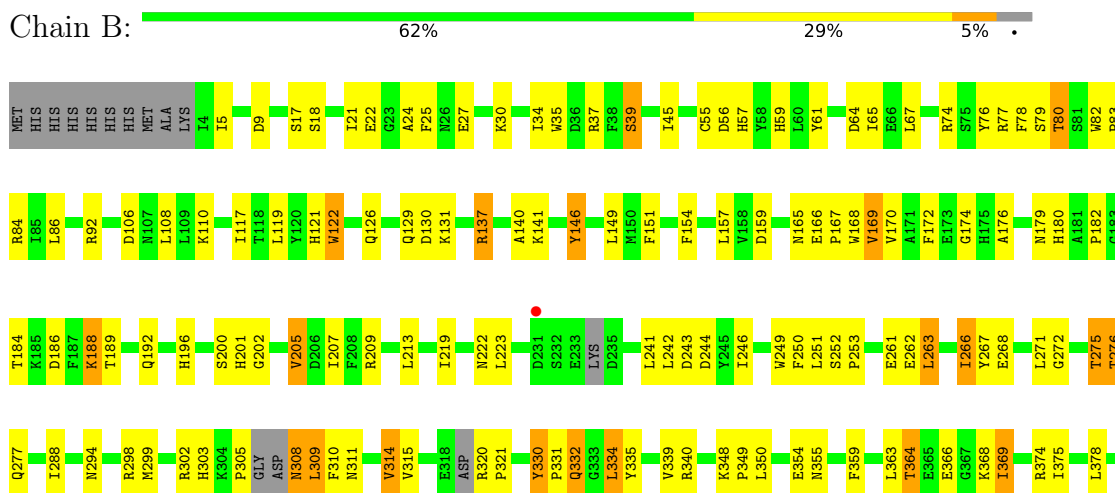 Chain B:
62% 29% 5% •
MET HIS HIS HIS HIS HIS HIS MET ALA LYS I4 I5 D9 S17 S18 I21 E22 G23 A24 F25 N26 E27 K30 I34 W35 D36 R37 F38 S39 I45 C55 D56 H57 Y58 H59 L60 Y61 D64 I65 E66 L67 R74 S75 Y76 R77 F78 S79 T80 S81 W82 P83
R84 I85 L86 R92 D106 N107 L108 L109 K110 I117 T118 L119 Y120 H121 W122 Q126 Q129 D130 K131 R137 A140 K141 Y146 L149 M150 F151 F154 L157 V158 D159 N165 E166 P167 W168 V169 V170 A171 F172 E173 G174 H175 A176 N179 H180 A181 P182 G183
T184 K185 D186 F187 K188 T189 Q192 H196 S200 H201 G202 V205 D206 I207 F208 R209 L213 I219 N222 L223 D231 S232 E233 LYS D235 L241 L242 D243 D244 Y245 I246 W249 F250 L251 S252 P253 E261 E262 L263 I266 Y267 E268 L271 G272 T275 T276
Q277 I288 N294 R298 M299 R302 H303 K304 P305 GLY ASP N308 L309 F310 N311 V314 V315 E318 ASP R320 P321 Y330 P331 Q332 G333 L334 Y335 V339 R340 K348 P349 L350 E354 N355 F359 L363 T364 E365 E366 G367 K368 I369 R374 I375 L378